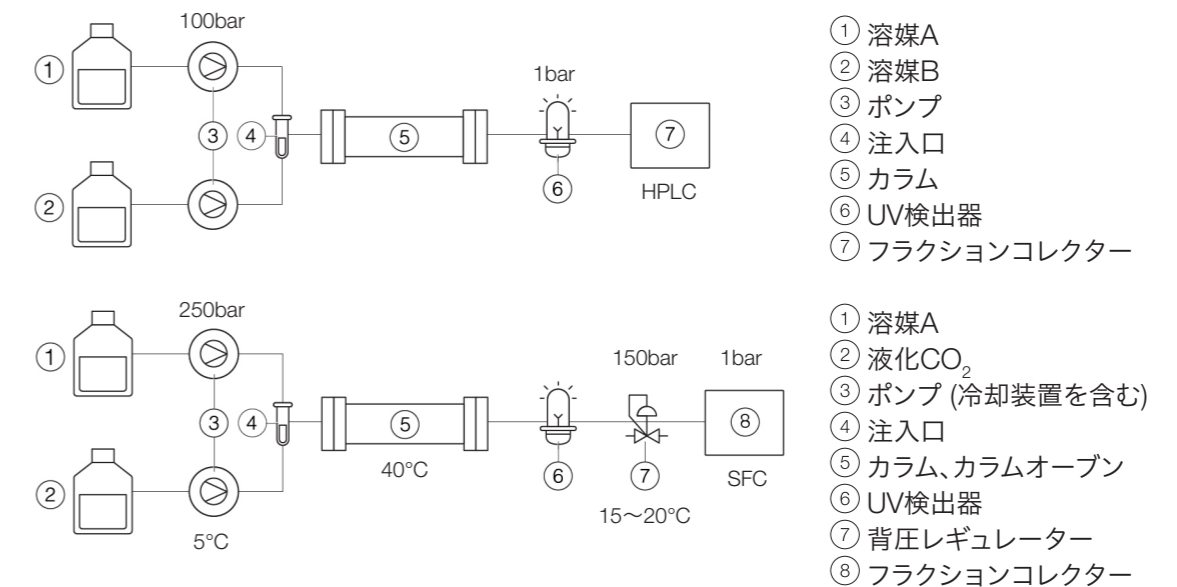 100bar
1bar
① ② ③ ④ ⑤ ⑥ ⑦
HPLC
① 溶媒A
② 溶媒B
③ ポンプ
④ 注入口
⑤ カラム
⑥ UV検出器
⑦ フラクションコレクター
250bar
150bar 1bar
① ② ③ ④ ⑤ ⑥ ⑦ ⑧
40°C
SFC
15〜20°C
5°C
① 溶媒A
② 液化CO₂
③ ポンプ (冷却装置を含む)
④ 注入口
⑤ カラム、カラムオーブン
⑥ UV検出器
⑦ 背圧レギュレーター
⑧ フラクションコレクター